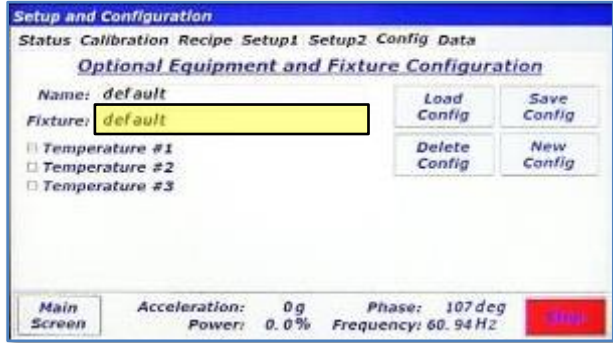 Setup and Configuration
Status Calibration Recipe Setup1 Setup2 Config Data
Optional Equipment and Fixture Configuration
Name: default
Fixture: default
Load Config
Save Config
Temperature #1
Temperature #2
Temperature #3
Delete Config
New Config
Main Screen
Acceleration: 0 g
Phase: 107 deg
Power: 0.0%
Frequency: 60.94 Hz
Stop